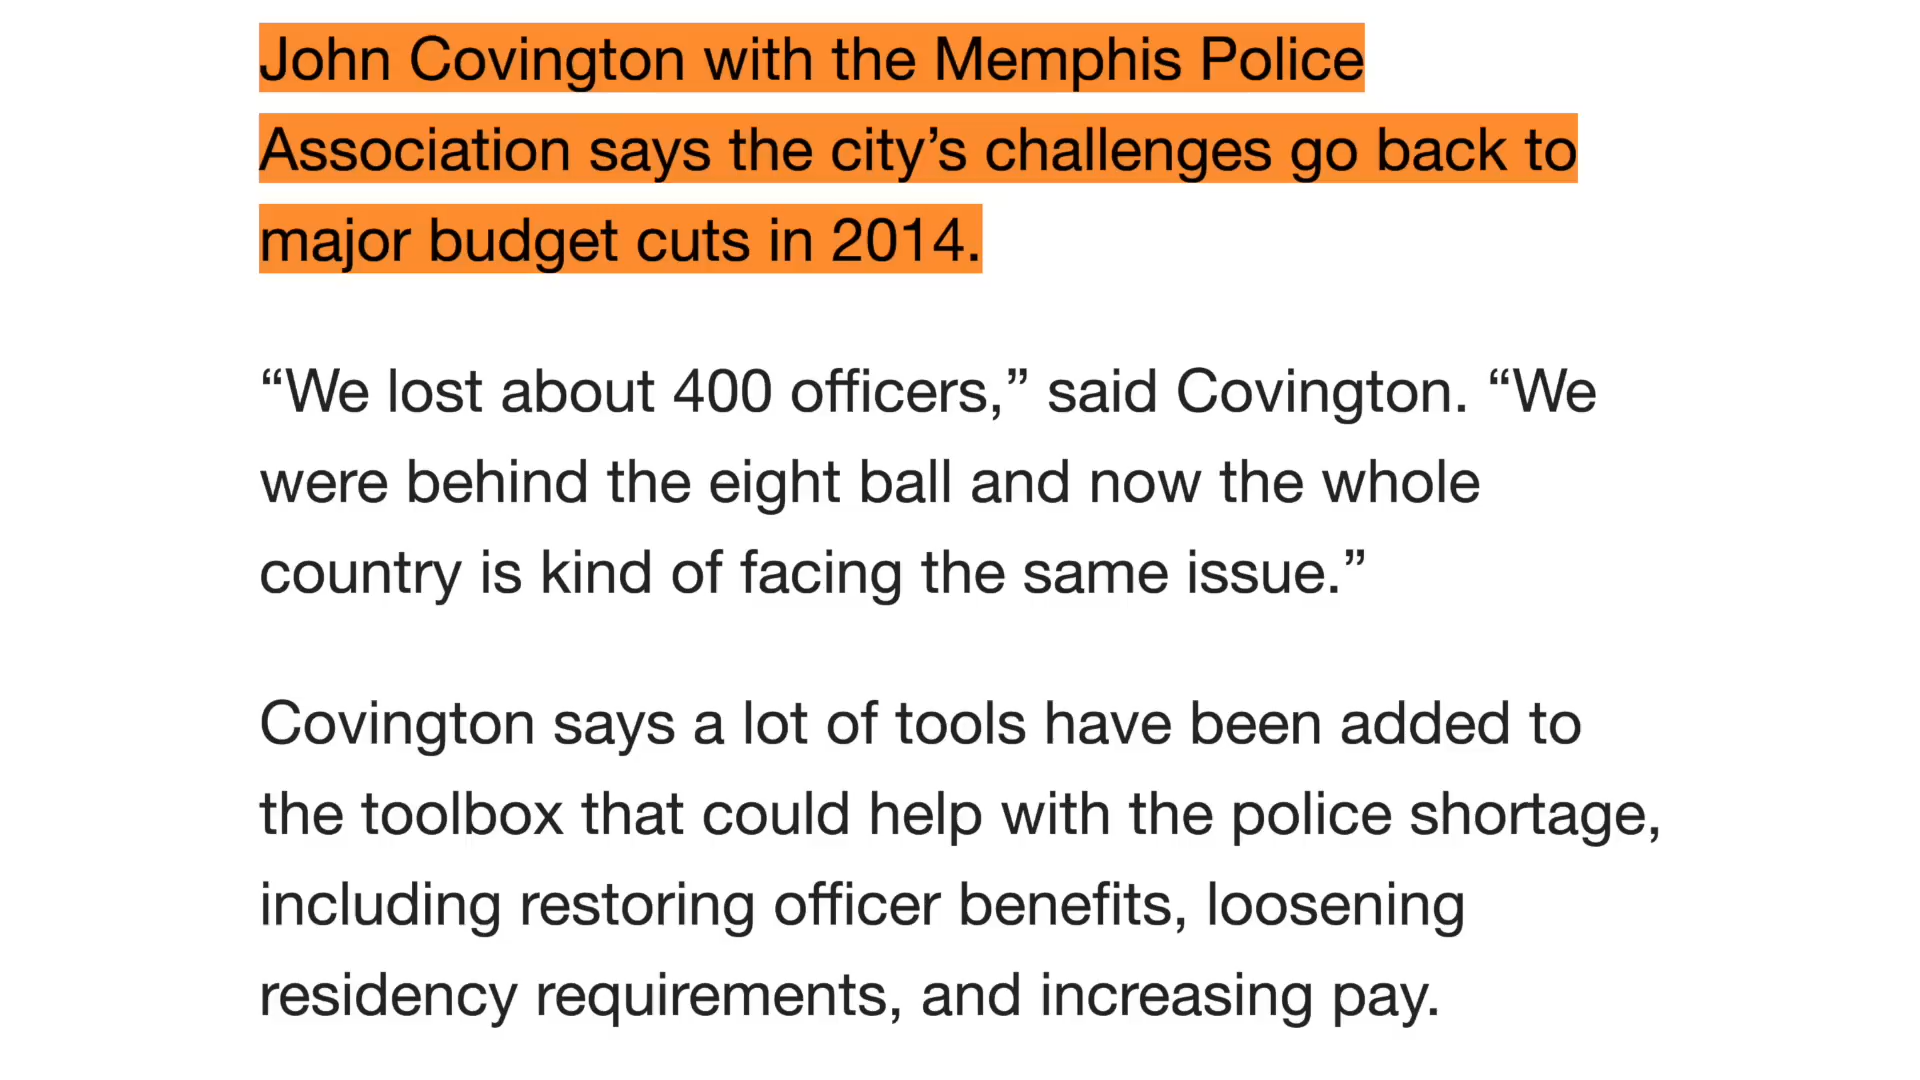 John Covington with the Memphis Police
Association says the city’s challenges go back to
major budget cuts in 2014.
“We lost about 400 officers,” said Covington. “We
were behind the eight ball and now the whole
country is kind of facing the same issue.”
Covington says a lot of tools have been added to
the toolbox that could help with the police shortage,
including restoring officer benefits, loosening
residency requirements, and increasing pay.